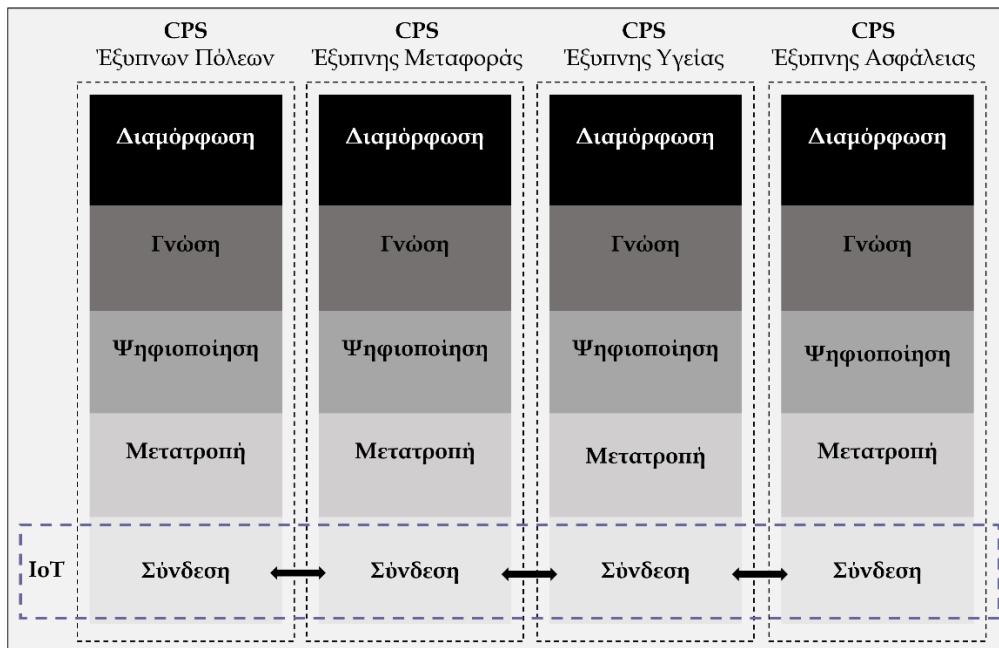 CPS
Έξυπνων Πόλεων
CPS
Έξυπνης Μεταφοράς
CPS
Έξυπνης Υγείας
CPS
Έξυπνης Ασφάλειας
Διαμόρφωση
Διαμόρφωση
Διαμόρφωση
Διαμόρφωση
Γνώση
Γνώση
Γνώση
Γνώση
Ψηφιοποίηση
Ψηφιοποίηση
Ψηφιοποίηση
Ψηφιοποίηση
Μετατροπή
Μετατροπή
Μετατροπή
Μετατροπή
IoT
Σύνδεση
Σύνδεση
Σύνδεση
Σύνδεση